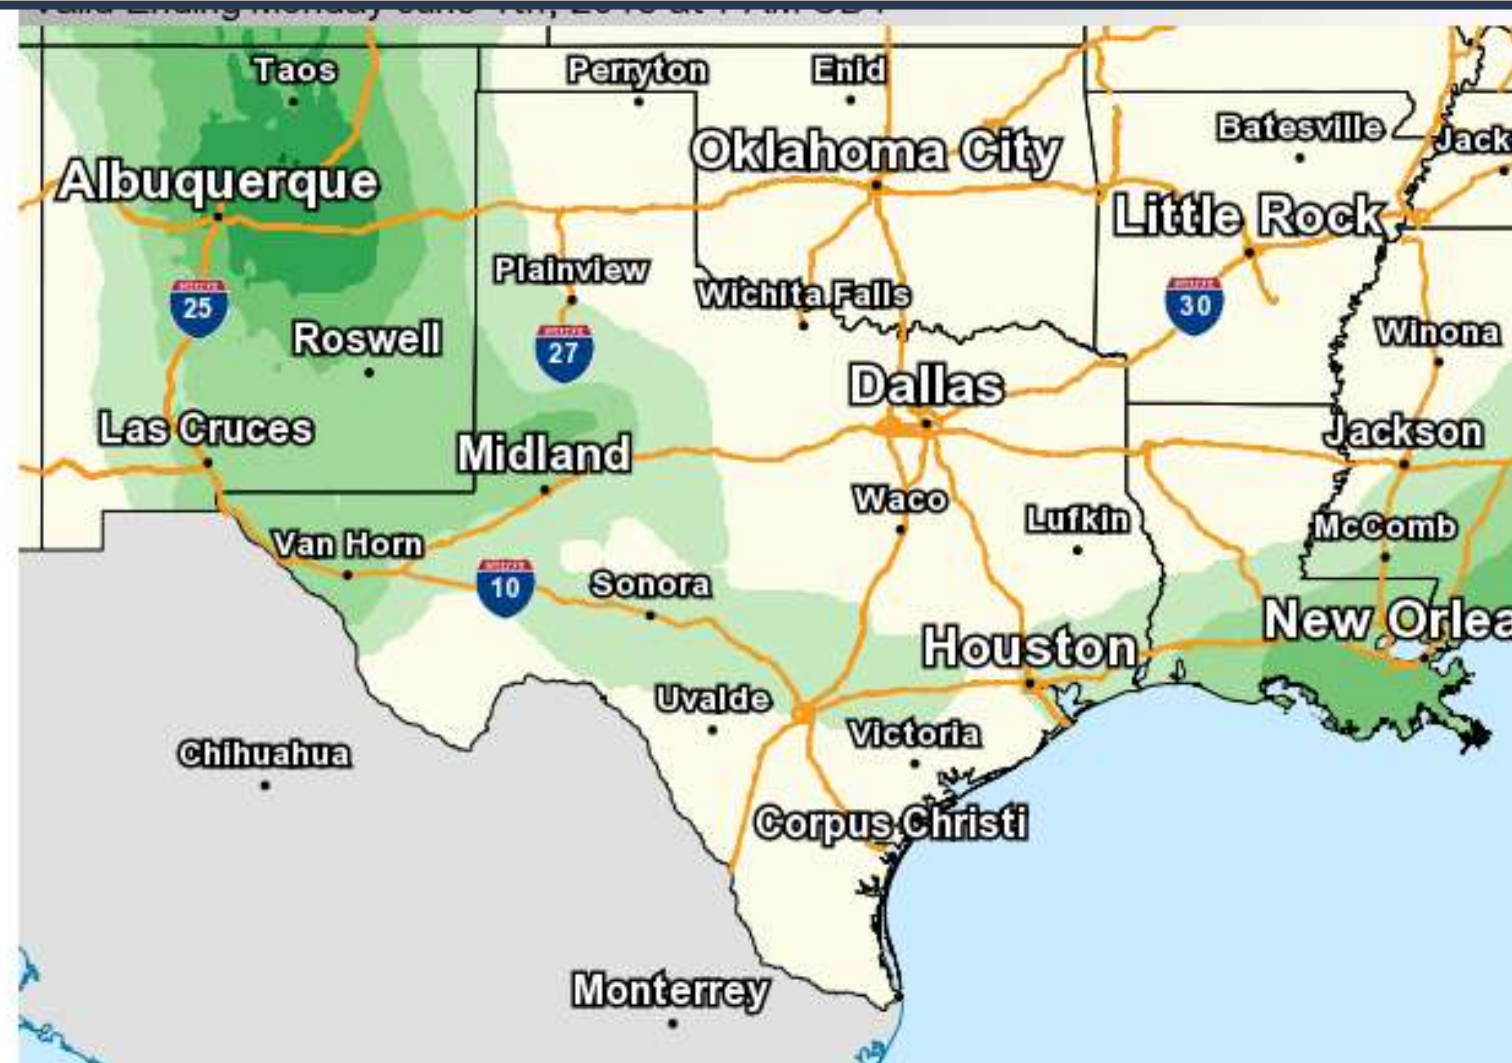 Taos
Perryton
Enid
Batesville
Oklahoma City
Jack
Albuquerque
Little Rock
Plainview
25
Wichita Falls
30
Roswell
27
Winona
Dallas
Las Cruces
Midland
Jackson
Waco
Lufkin
McComb
Van Horn
10
Sonora
New Orlea
Houston
Uvalde
Victoria
Chihuahua
Corpus Christi
Monterrey